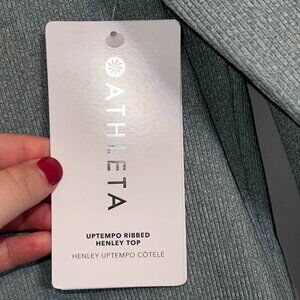 ATHLETA
UPTEMPO RIBBED
HENLEY TOP
HENLEY UPTEMPO CÔTELÉ